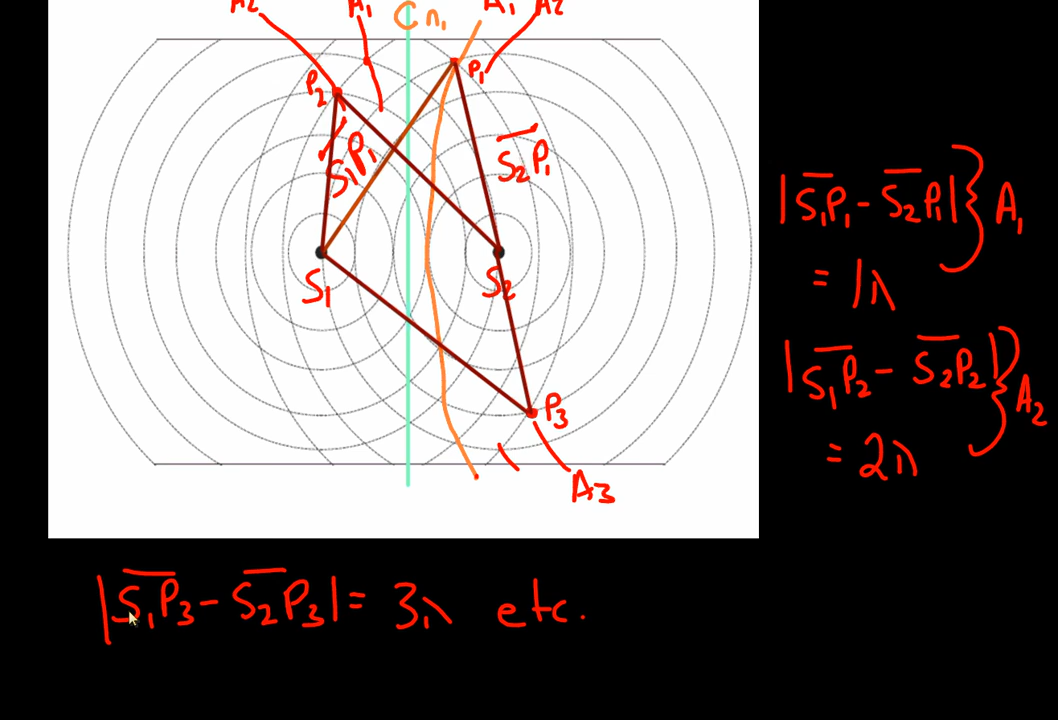 A2 A1 C n1 A1 A2
P2 P1
S1P1 S2P1
S1 S2
P3
A3
|S1P1 - S2P1| } A1
= 1λ
|S1P2 - S2P2| } A2
= 2λ
|S1P3 - S2P3| = 3λ etc.